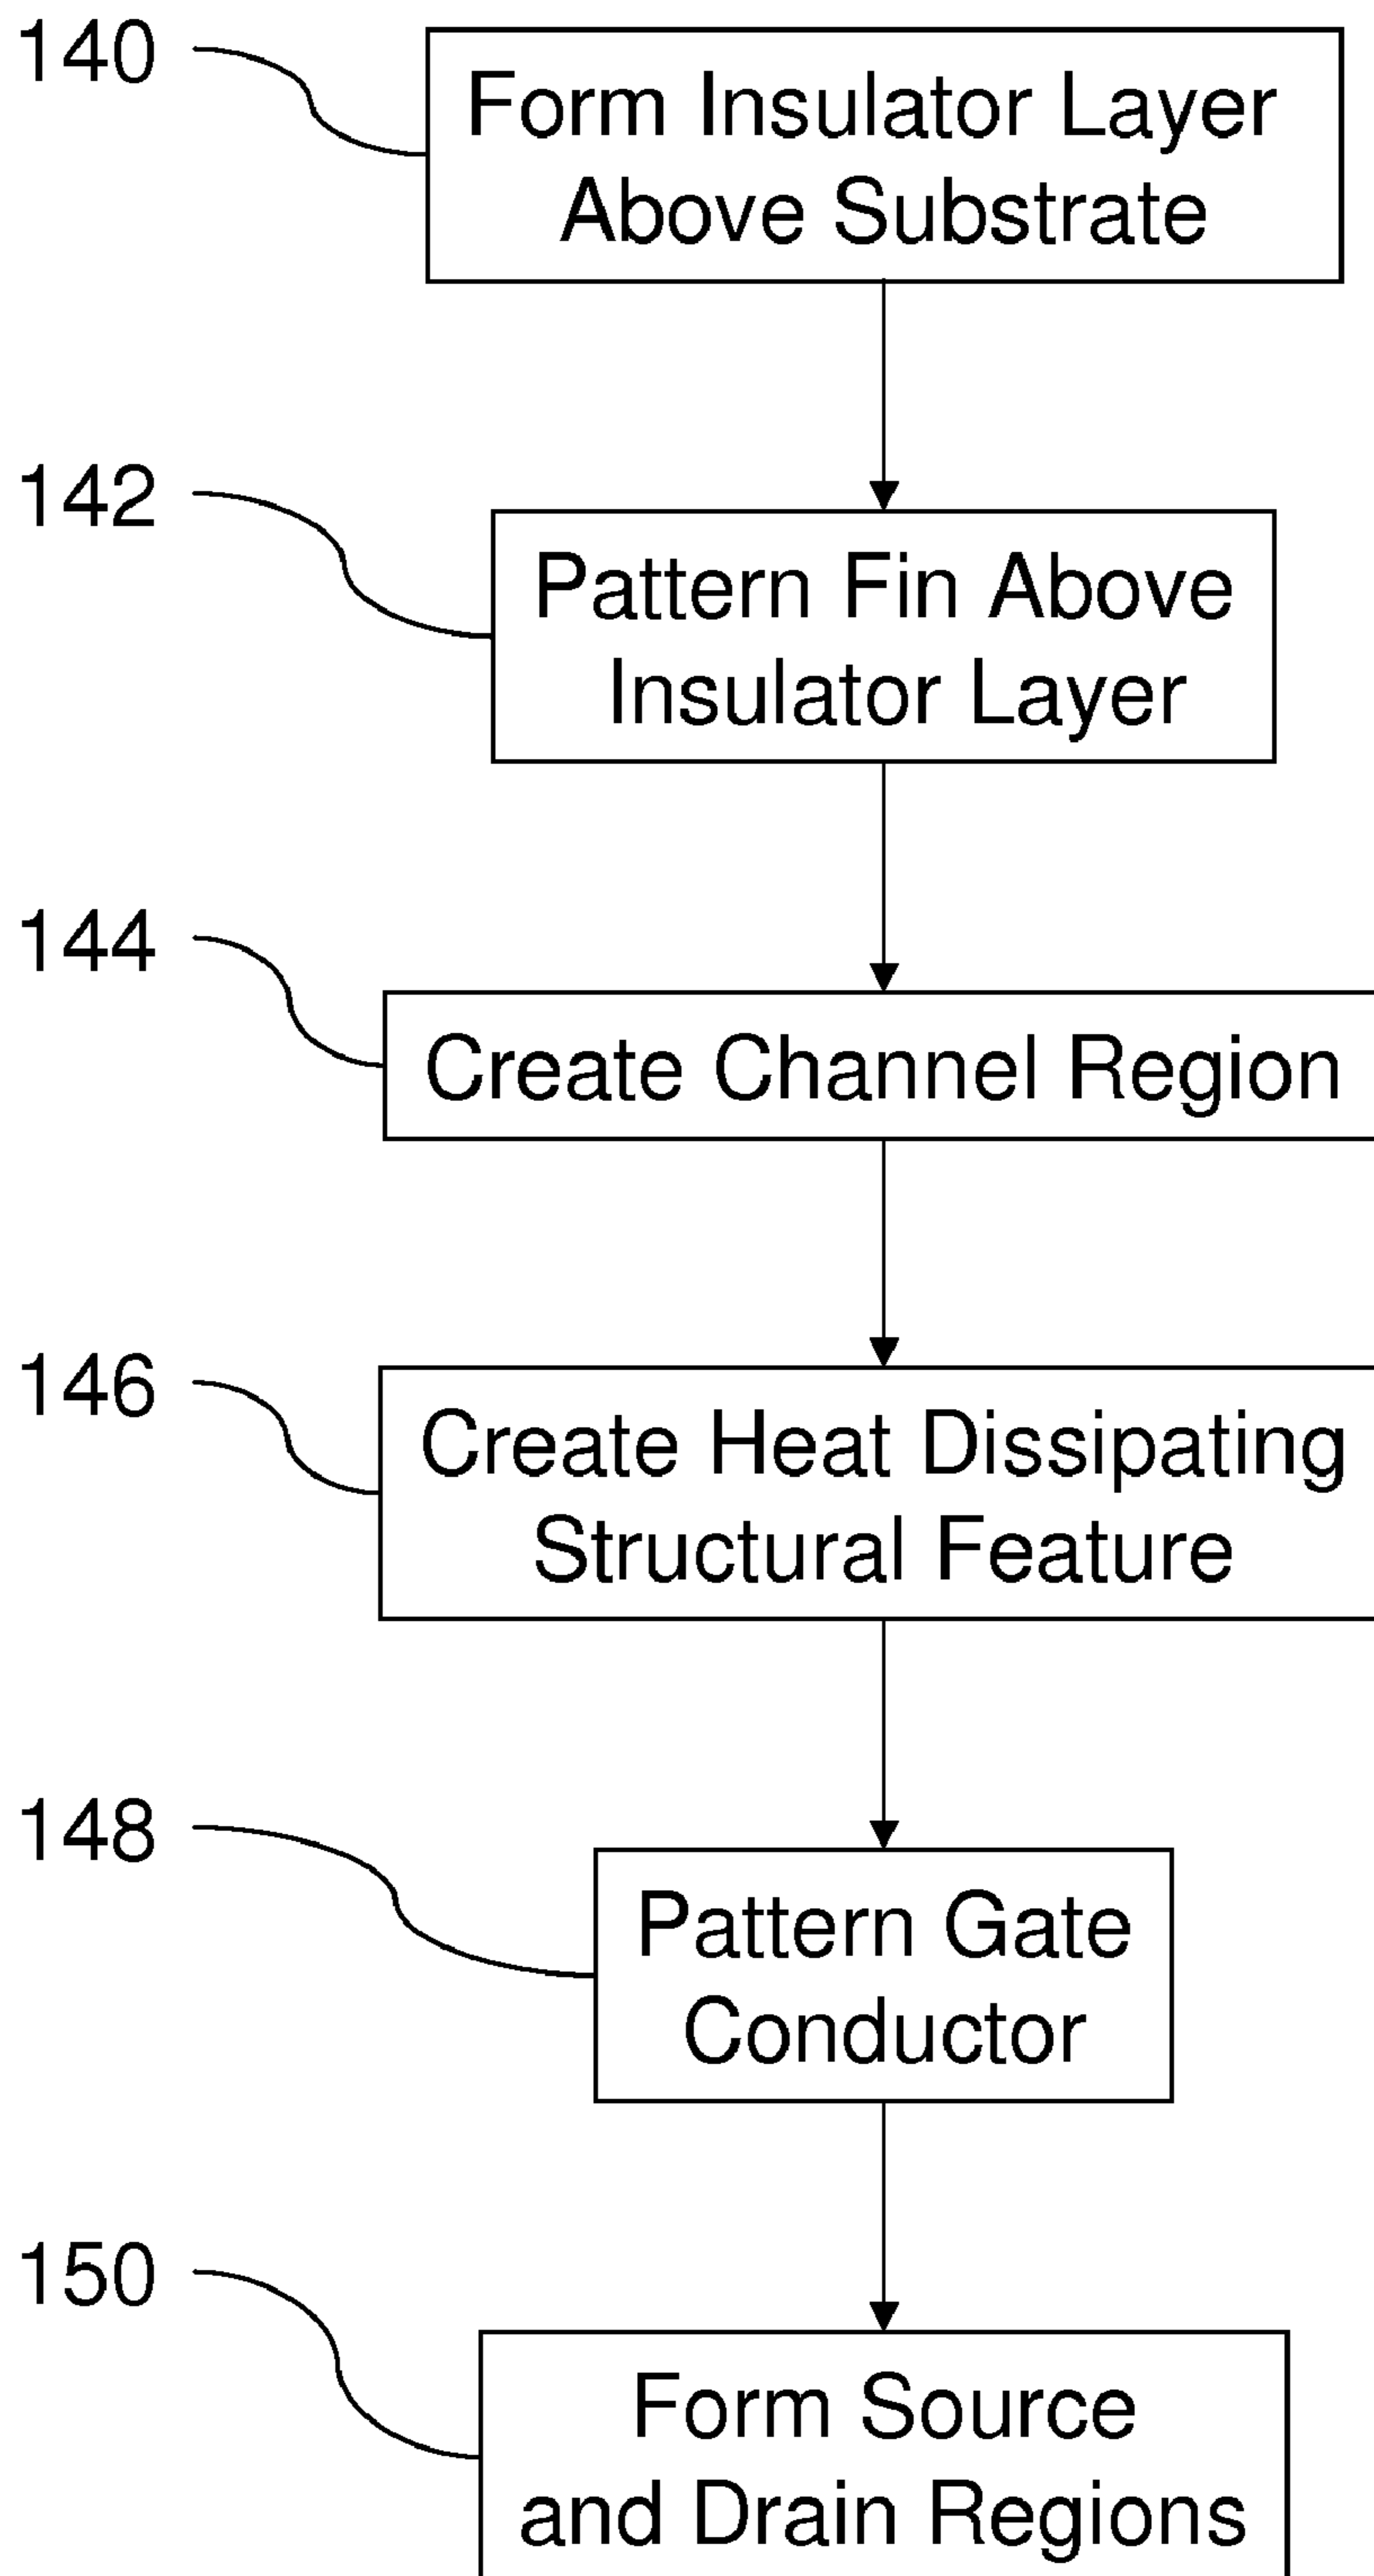 140
Form Insulator Layer
Above Substrate
142
Pattern Fin Above
Insulator Layer
144
Create Channel Region
146
Create Heat Dissipating
Structural Feature
148
Pattern Gate
Conductor
150
Form Source
and Drain Regions